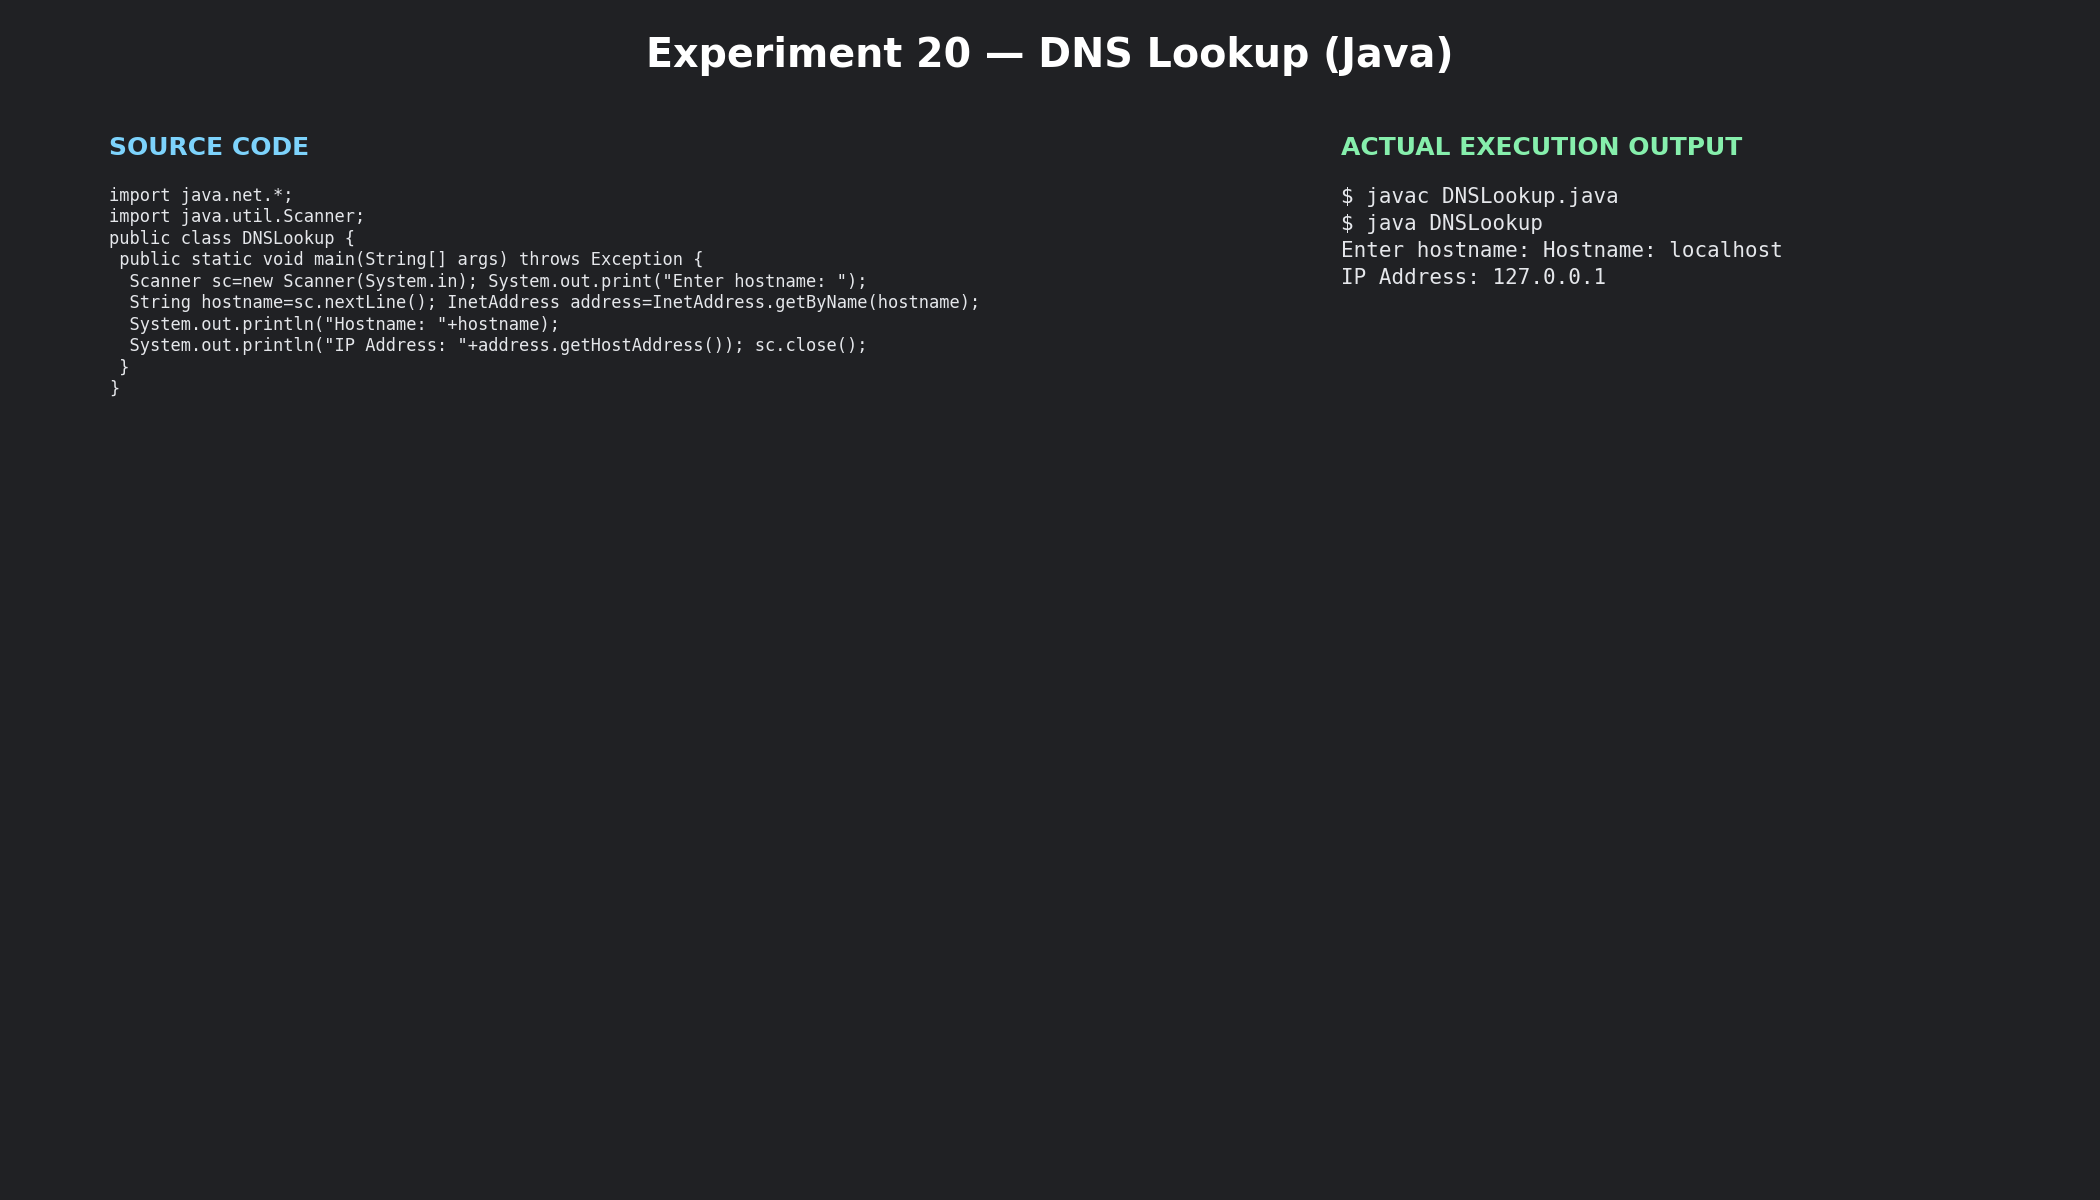 Experiment 20 — DNS Lookup (Java)
SOURCE CODE
import java.net.*;
import java.util.Scanner;
public class DNSLookup {
 public static void main(String[] args) throws Exception {
  Scanner sc=new Scanner(System.in); System.out.print("Enter hostname: ");
  String hostname=sc.nextLine(); InetAddress address=InetAddress.getByName(hostname);
  System.out.println("Hostname: "+hostname);
  System.out.println("IP Address: "+address.getHostAddress()); sc.close();
 }
}
ACTUAL EXECUTION OUTPUT
$ javac DNSLookup.java
$ java DNSLookup
Enter hostname: Hostname: localhost
IP Address: 127.0.0.1